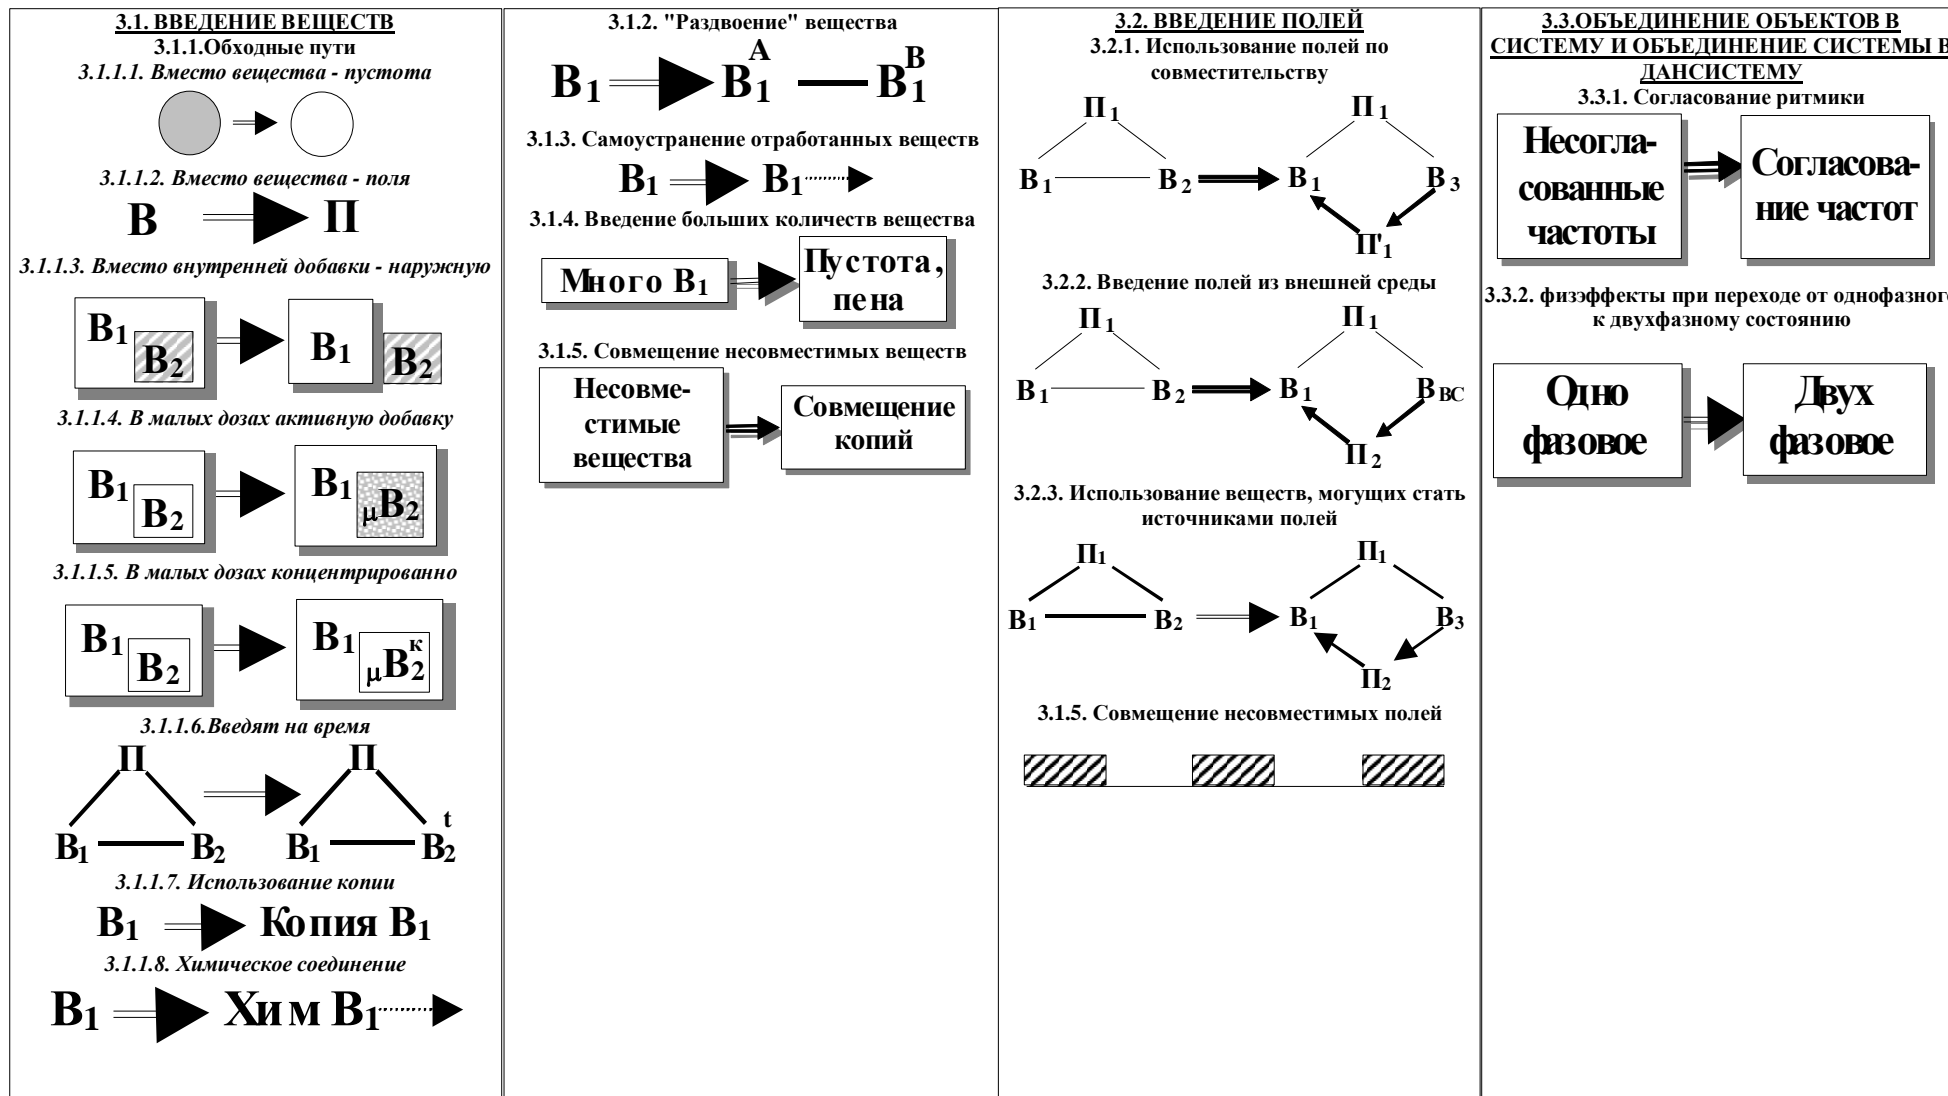 3.1. ВВЕДЕНИЕ ВЕЩЕСТВ
3.1.1.Обходные пути
3.1.1.1. Вместо вещества - пустота
3.1.1.2. Вместо вещества - поля
В П
3.1.1.3. Вместо внутренней добавки - наружную
В1 В2 В1 В2
3.1.1.4. В малых дозах активную добавку
В1 В2 В1 μВ2
3.1.1.5. В малых дозах концентрированно
В1 В2 В1 μВ2к
3.1.1.6.Введят на время
П П
В1 В2 В1 В2t
3.1.1.7. Использование копии
В1 Копия В1
3.1.1.8. Химическое соединение
В1 Хим В1
3.1.2. "Раздвоение" вещества
В1 В1А В1В
3.1.3. Самоустранение отработанных веществ
В1 В1
3.1.4. Введение больших количеств вещества
Много В1
Пустота,
пена
3.1.5. Совмещение несовместимых веществ
Несовме-
стимые
вещества
Совмещение
копий
3.2. ВВЕДЕНИЕ ПОЛЕЙ
3.2.1. Использование полей по
совместительству
П1 П1
В1 В2 В1 В3
П'1
3.2.2. Введение полей из внешней среды
П1 П1
В1 В2 В1 ВВС
П2
3.2.3. Использование веществ, могущих стать
источниками полей
П1 П1
В1 В2 В1 В3
П2
3.1.5. Совмещение несовместимых полей
3.3.ОБЪЕДИНЕНИЕ ОБЪЕКТОВ В
СИСТЕМУ И ОБЪЕДИНЕНИЕ СИСТЕМЫ В
ДАНСИСТЕМУ
3.3.1. Согласование ритмики
Несогла-
сованные
частоты
Согласова-
ние частот
3.3.2. физэффекты при переходе от однофазного
к двухфазному состоянию
Одно
фазовое
Двух
фазовое